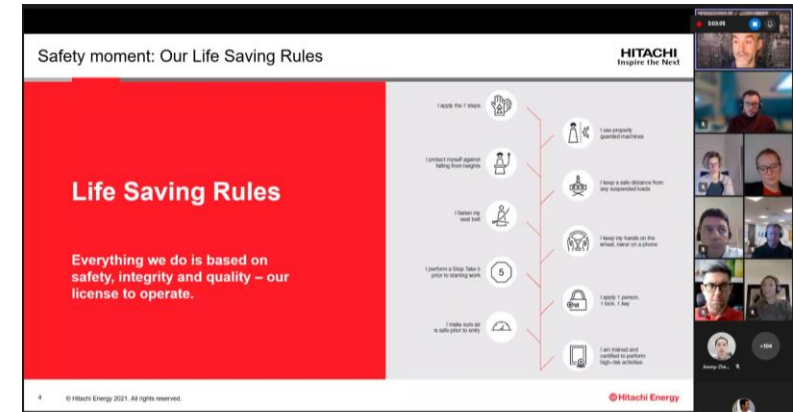 Safety moment: Our Life Saving Rules
HITACHI
Inspire the Next
Life Saving Rules
Everything we do is based on
safety, integrity and quality – our
license to operate.
I apply the 7 steps
I use properly
guarded machines
I protect myself against
falling from heights
I keep a safe distance from
any suspended loads
I fasten my
seat belt
I keep my hands on the
wheel, never on a phone
I perform a Stop Take 5
prior to starting work
5
I apply 1 person,
1 lock, 1 key
I make sure air
is safe prior to entry
I am trained and
certified to perform
high-risk activities
4
© Hitachi Energy 2021. All rights reserved.
Hitachi Energy
+104